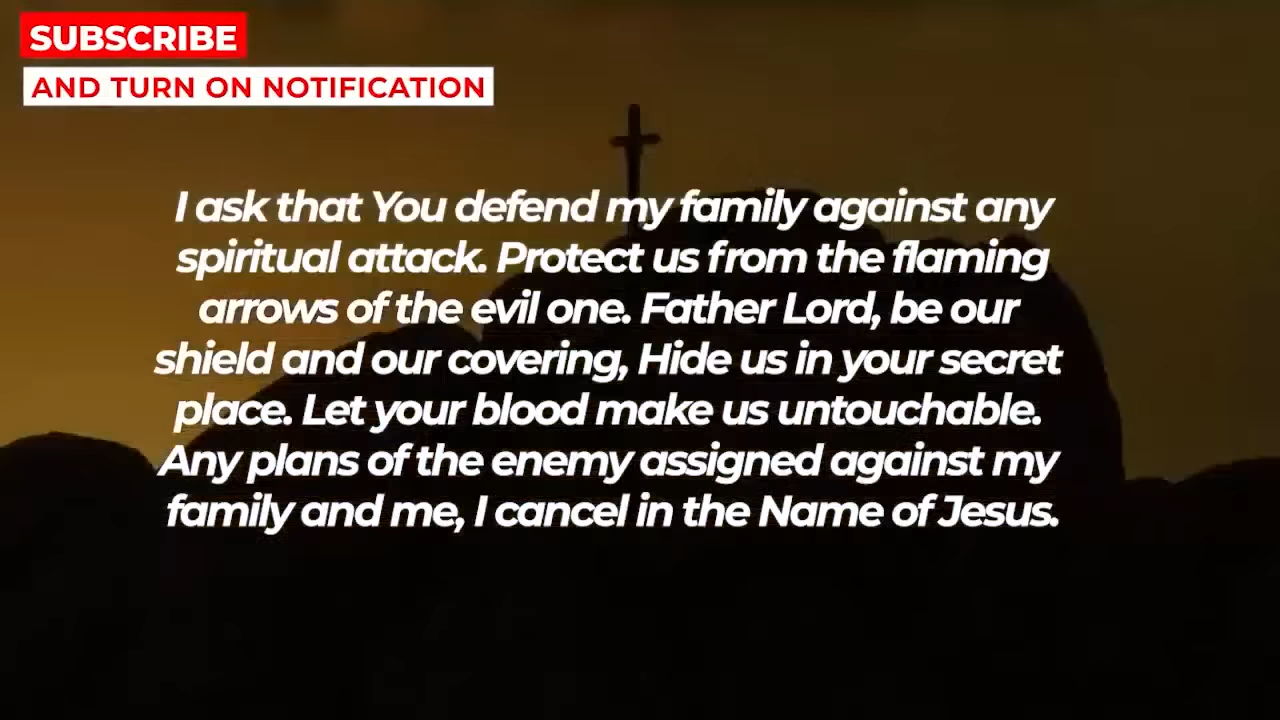 SUBSCRIBE
AND TURN ON NOTIFICATION
I ask that You defend my family against any
spiritual attack. Protect us from the flaming
arrows of the evil one. Father Lord, be our
shield and our covering, Hide us in your secret
place. Let your blood make us untouchable.
Any plans of the enemy assigned against my
family and me, I cancel in the Name of Jesus.